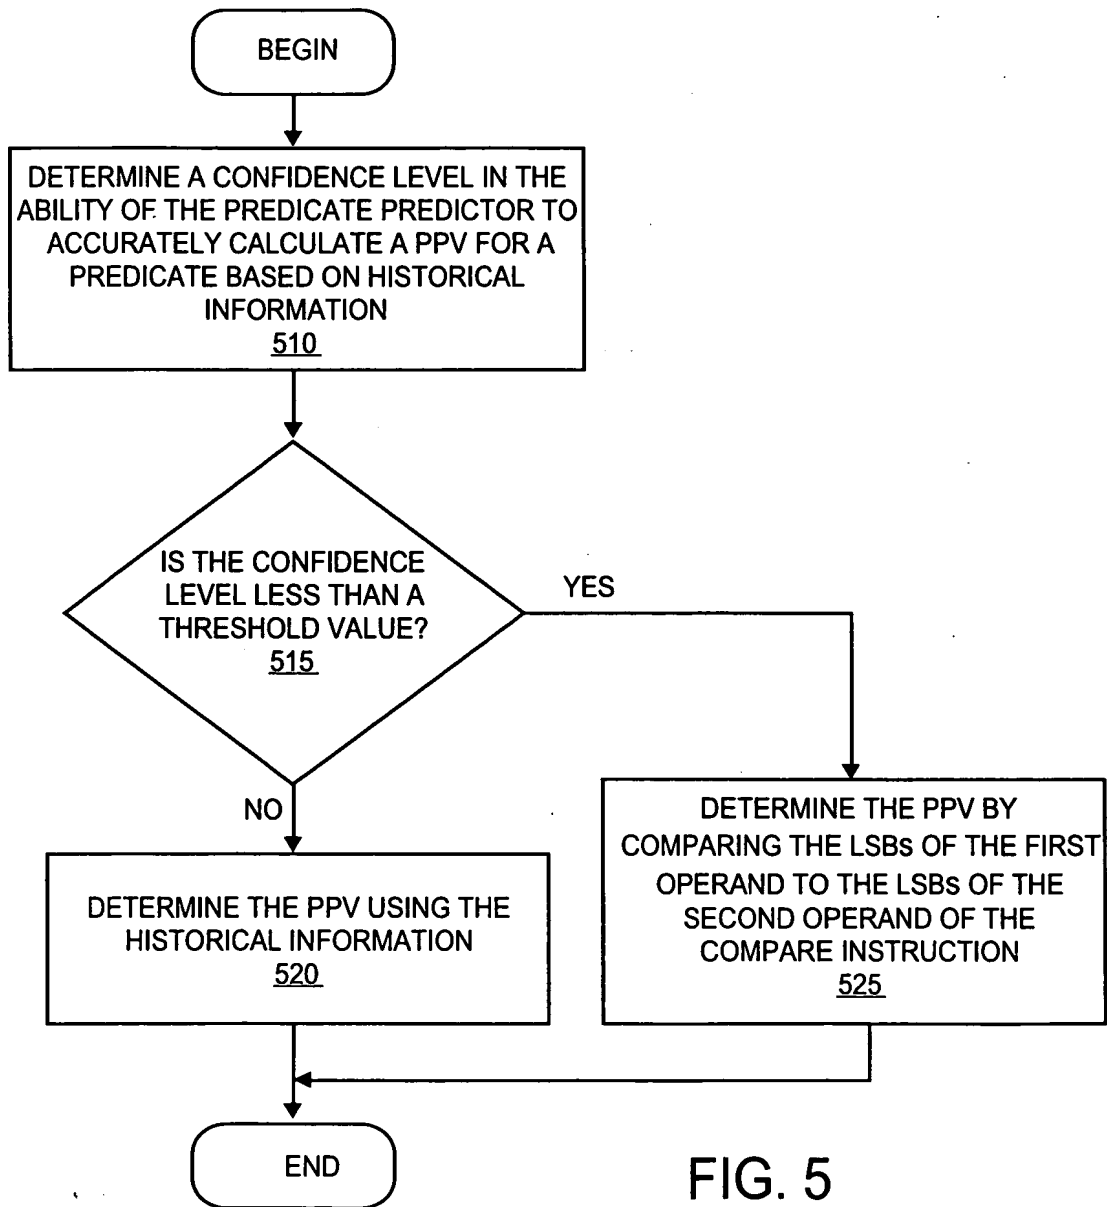 BEGIN
DETERMINE A CONFIDENCE LEVEL IN THE
ABILITY OF THE PREDICATE PREDICTOR TO
ACCURATELY CALCULATE A PPV FOR A
PREDICATE BASED ON HISTORICAL
INFORMATION
510
IS THE CONFIDENCE
LEVEL LESS THAN A
THRESHOLD VALUE?
515
YES
NO
DETERMINE THE PPV USING THE
HISTORICAL INFORMATION
520
DETERMINE THE PPV BY
COMPARING THE LSBs OF THE FIRST
OPERAND TO THE LSBs OF THE
SECOND OPERAND OF THE
COMPARE INSTRUCTION
525
END
FIG. 5